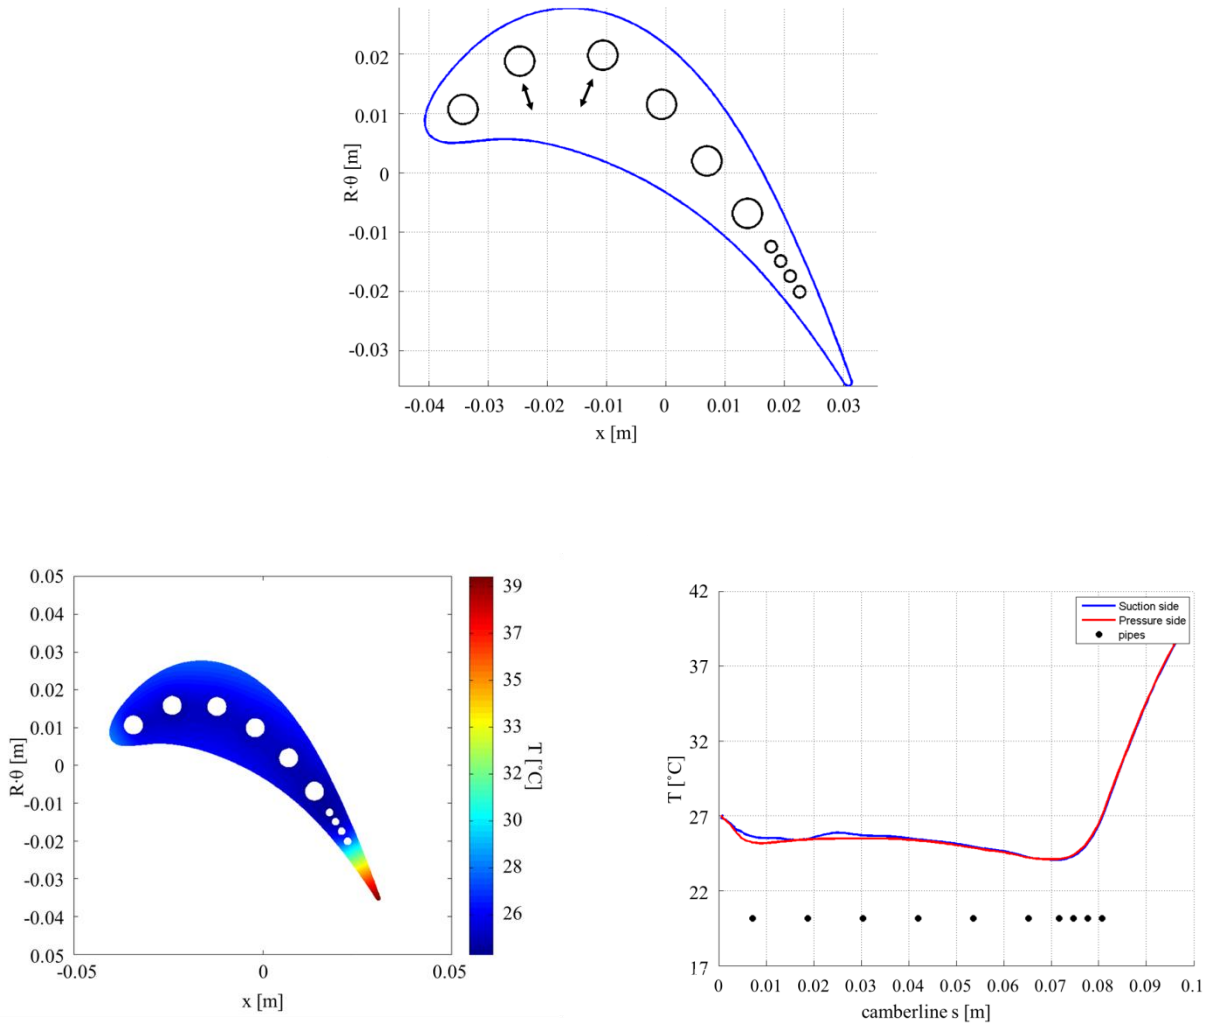 0.02
0.01
0
-0.01
-0.02
-0.03
R·θ [m]
-0.04 -0.03 -0.02 -0.01 0 0.01 0.02 0.03
x [m]
0.05
0.04
0.03
0.02
0.01
0
-0.01
-0.02
-0.03
-0.04
0.05
R·θ [m]
-0.05 0 0.05
x [m]
39
37
35
33
32
30
28
26
T [°C]
42
37
32
27
22
17
T [°C]
Suction side
Pressure side
pipes
0 0.01 0.02 0.03 0.04 0.05 0.06 0.07 0.08 0.09 0.1
camberline s [m]